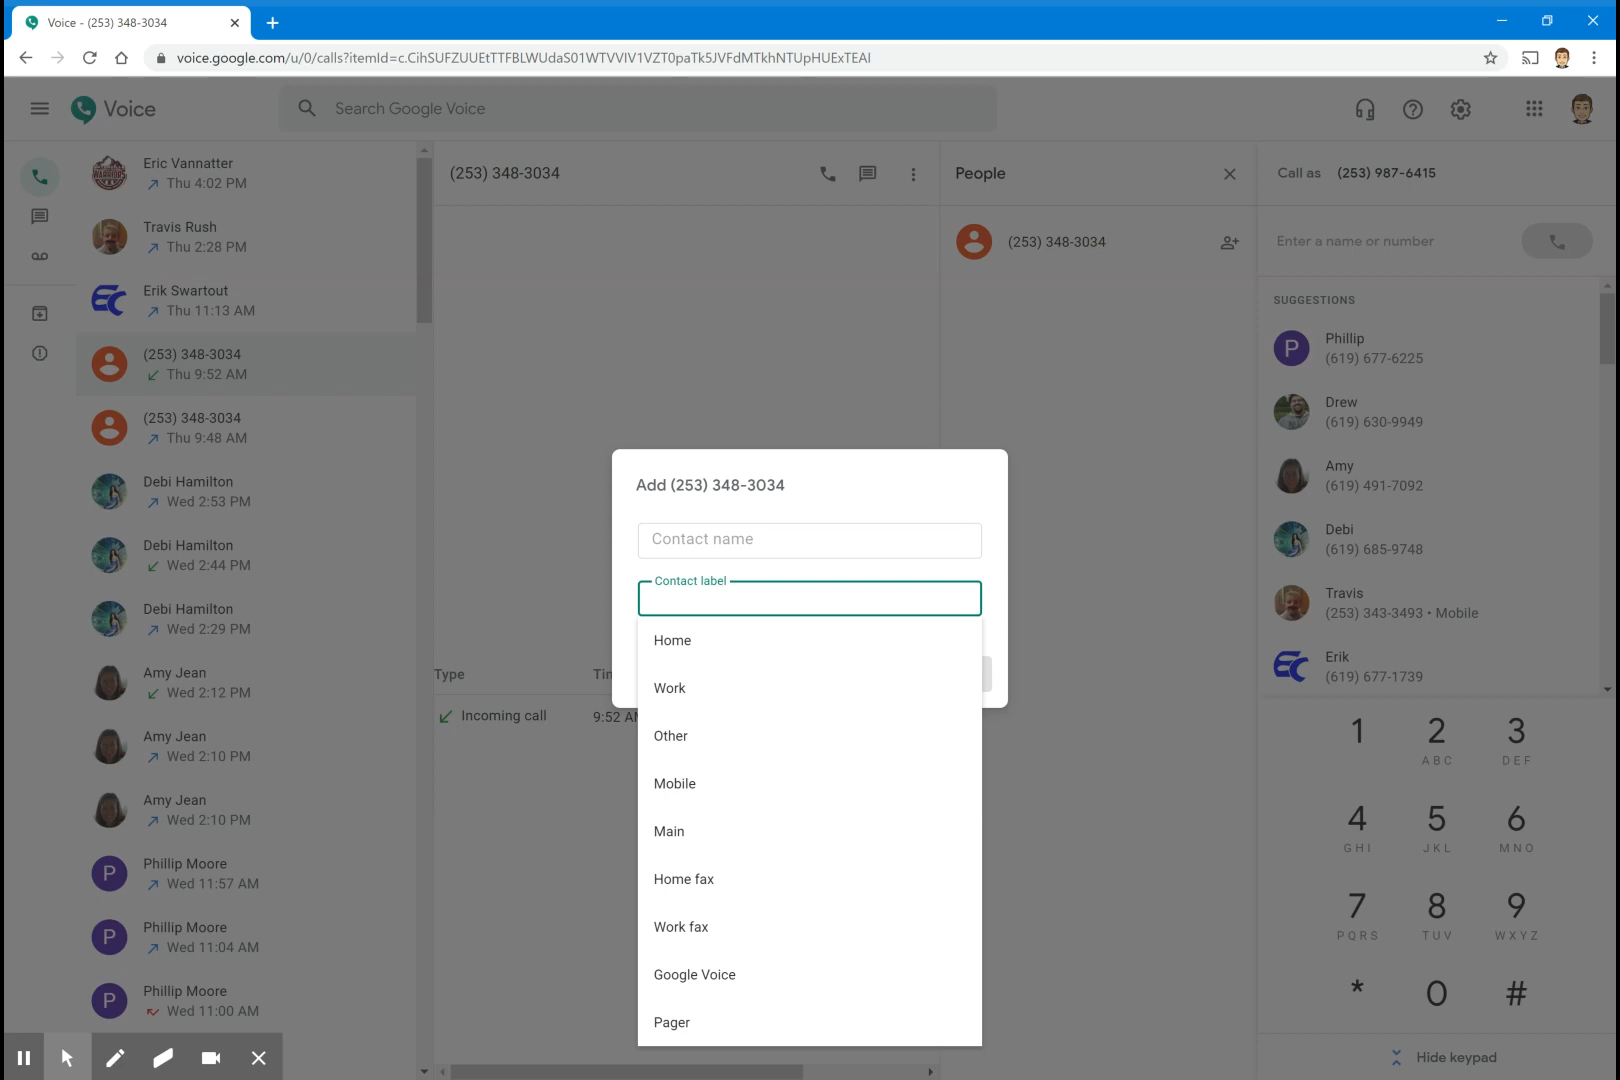 Voice - (253) 348-3034
voice.google.com/u/0/calls?itemId=c.CihSUFZUUEtTTFBLWUdaS01WTVVIV1VZT0paTk5JVFdMTkhNTUpHUExTEAI
Voice
Search Google Voice
Eric Vannatter
Thu 4:02 PM
Travis Rush
Thu 2:28 PM
Erik Swartout
Thu 11:13 AM
(253) 348-3034
Thu 9:52 AM
(253) 348-3034
Thu 9:48 AM
Debi Hamilton
Wed 2:53 PM
Debi Hamilton
Wed 2:44 PM
Debi Hamilton
Wed 2:29 PM
Amy Jean
Wed 2:12 PM
Amy Jean
Wed 2:10 PM
Amy Jean
Wed 2:10 PM
P
Phillip Moore
Wed 11:57 AM
P
Phillip Moore
Wed 11:04 AM
P
Phillip Moore
Wed 11:00 AM
(253) 348-3034
Type
Incoming call
9:52 AM
Add (253) 348-3034
Contact name
Contact label
Home
Work
Other
Mobile
Main
Home fax
Work fax
Google Voice
Pager
People
(253) 348-3034
Call as (253) 987-6415
Enter a name or number
SUGGESTIONS
P
Phillip
(619) 677-6225
Drew
(619) 630-9949
Amy
(619) 491-7092
Debi
(619) 685-9748
Travis
(253) 343-3493 • Mobile
EC
Erik
(619) 677-1739
1 2 3
ABC DEF
4 5 6
GHI JKL MNO
7 8 9
PQRS TUV WXYZ
* 0 #
Hide keypad